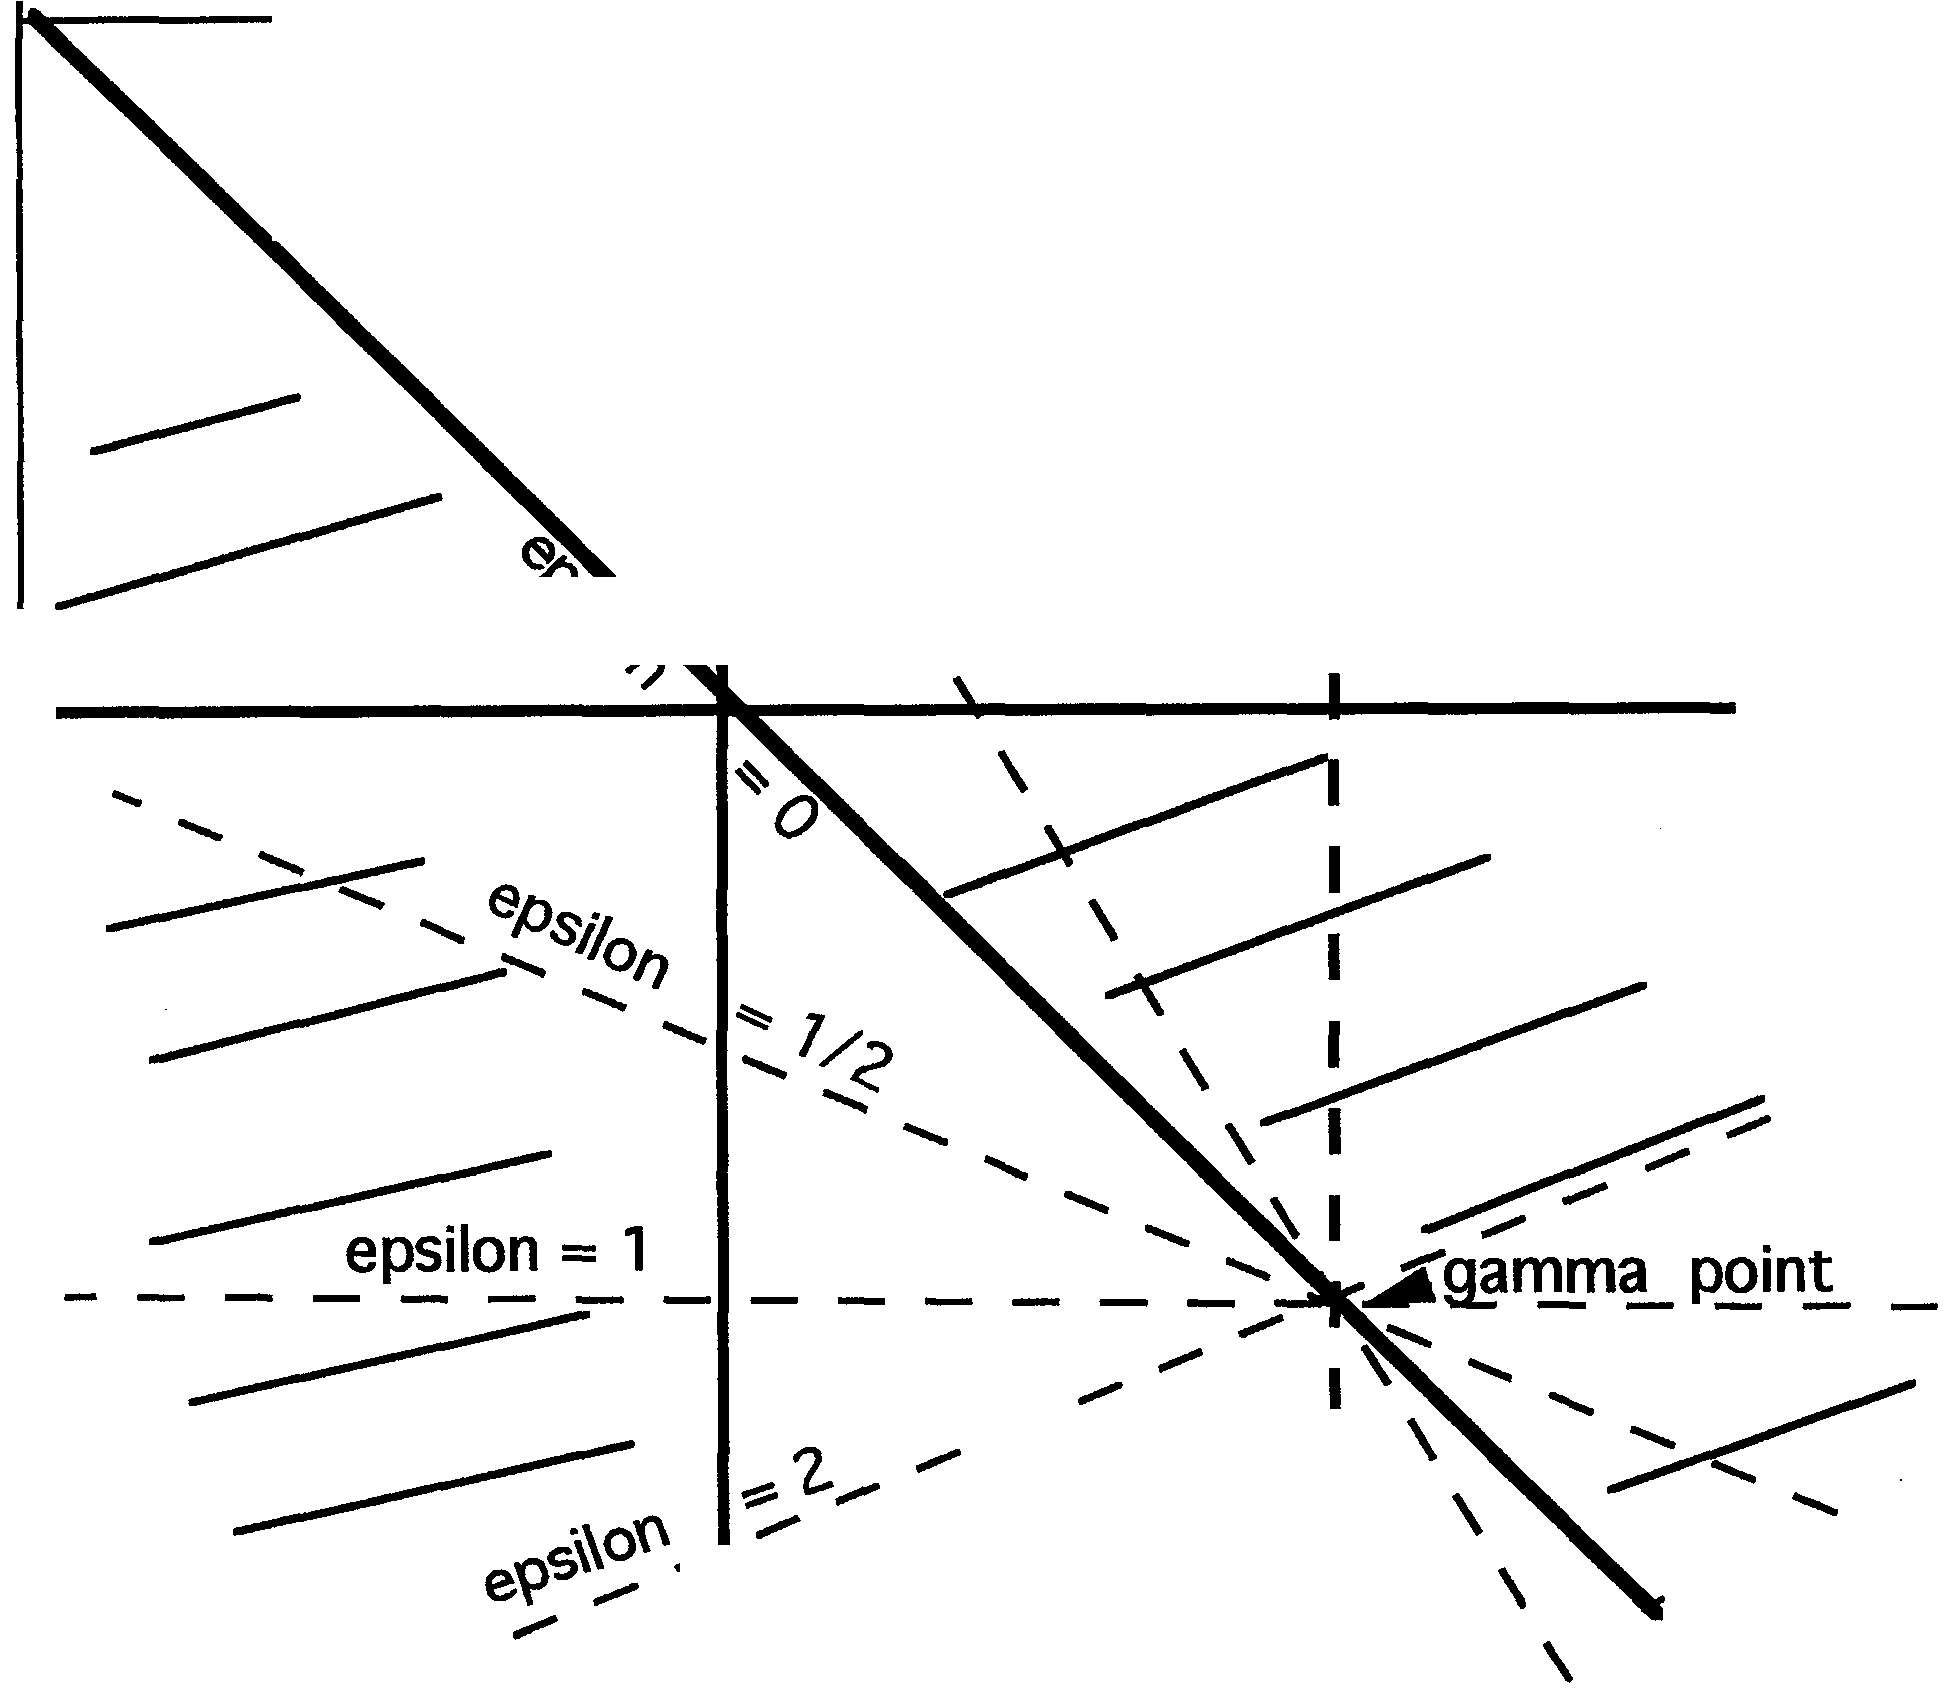 = 0
epsilon = 1/2
epsilon = 1
gamma point
epsilon = 2